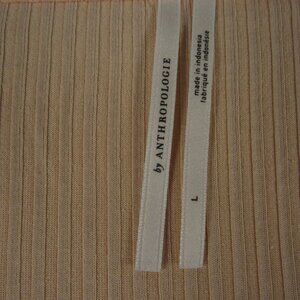 by ANTHROPOLOGIE
made in indonesia
fabriqué en indonésie
L